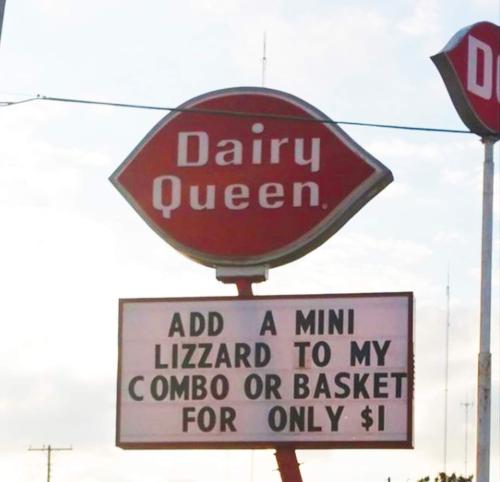 Dairy
Queen.
D
ADD A MINI
LIZZARD TO MY
COMBO OR BASKET
FOR ONLY $1